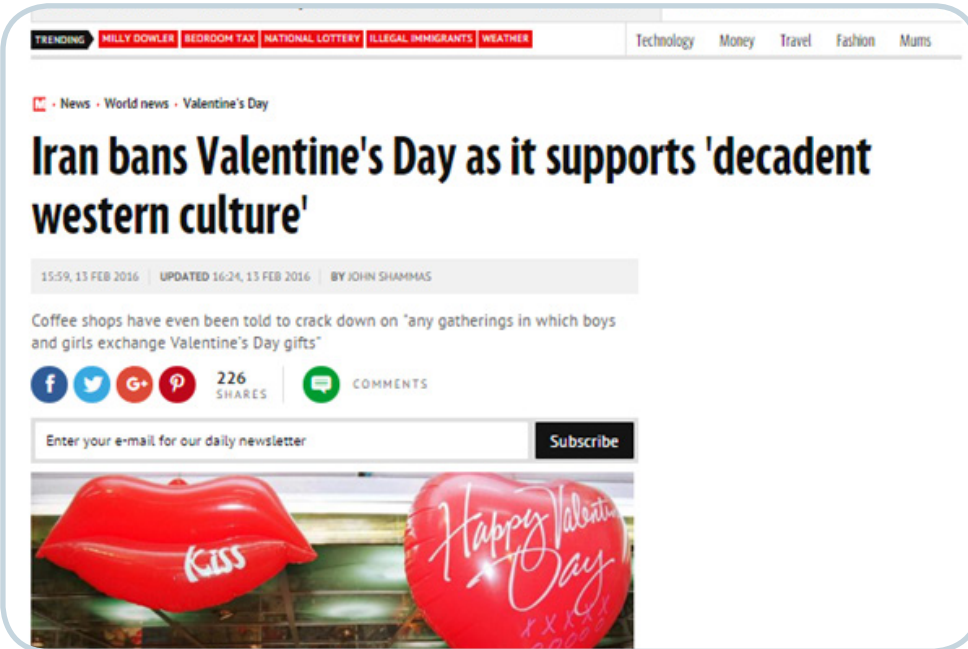 TRENDING MILLY DOWLER BEDROOM TAX NATIONAL LOTTERY ILLEGAL IMMIGRANTS WEATHER Technology Money Travel Fashion Mums
M • News • World news • Valentine's Day
Iran bans Valentine's Day as it supports 'decadent
western culture'
15:59, 13 FEB 2016 UPDATED 16:24, 13 FEB 2016 BY JOHN SHAMMAS
Coffee shops have even been told to crack down on "any gatherings in which boys
and girls exchange Valentine's Day gifts"
f G+ 226
SHARES COMMENTS
Enter your e-mail for our daily newsletter Subscribe
Kiss
Happy
Day
XXXX